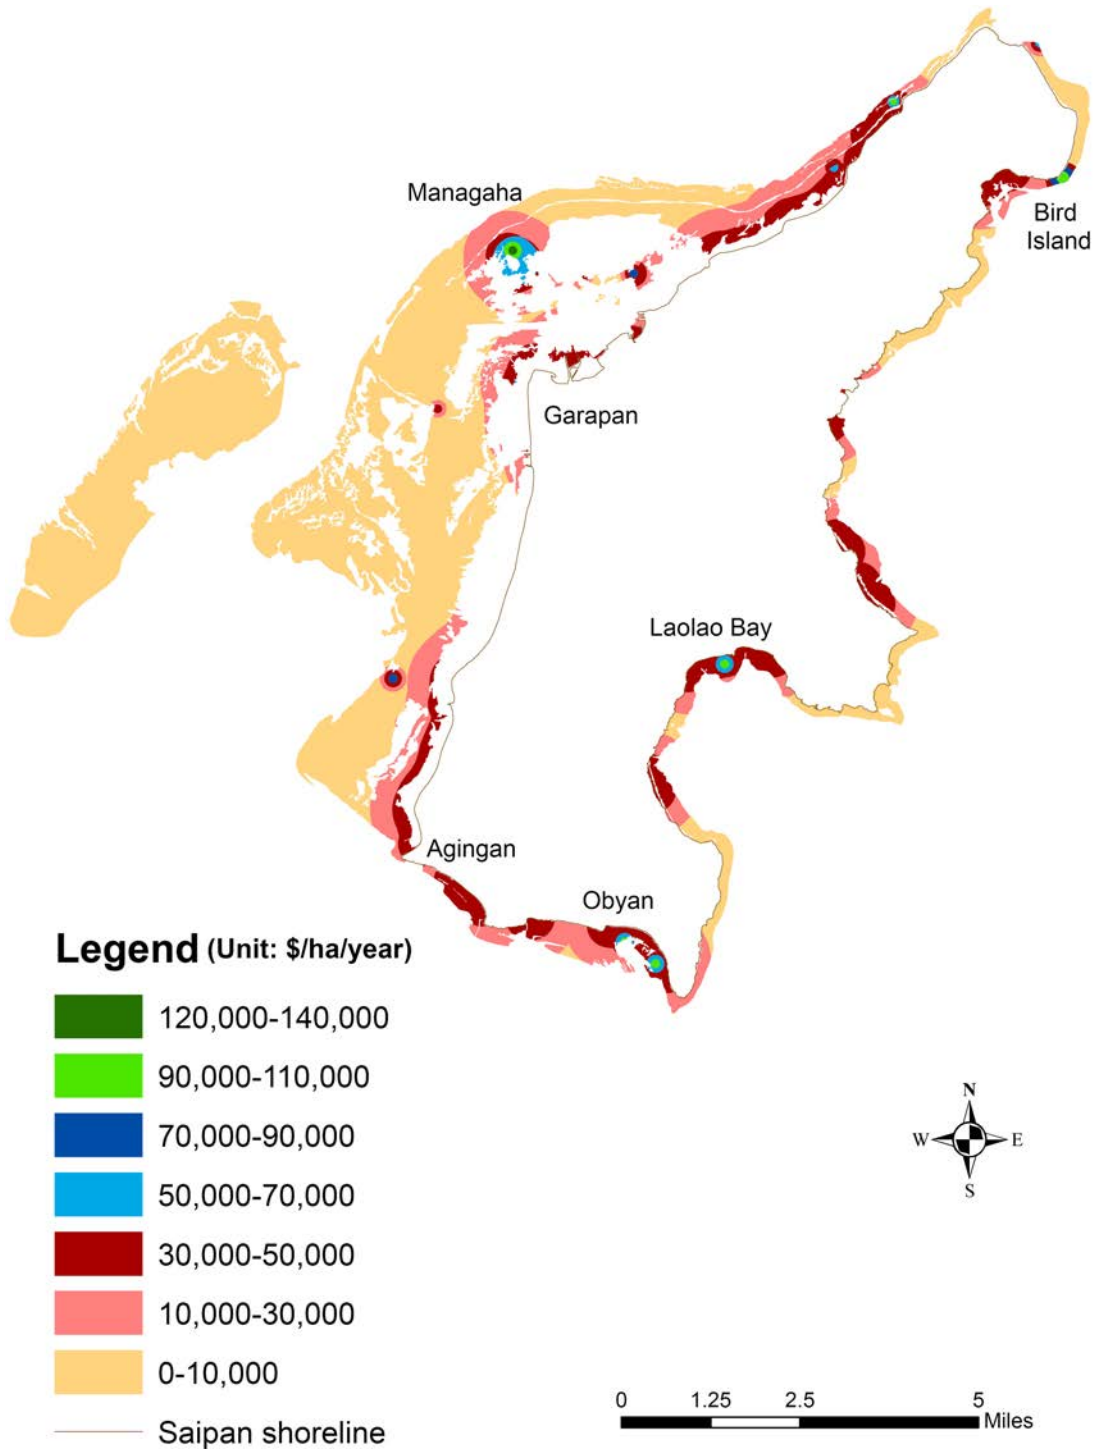 Managaha
Bird
Island
Garapan
Laolao Bay
Agingan
Obyan
Legend (Unit: $/ha/year)
120,000-140,000
90,000-110,000
70,000-90,000
50,000-70,000
30,000-50,000
10,000-30,000
0-10,000
Saipan shoreline
N
W E
S
0 1.25 2.5 5
Miles